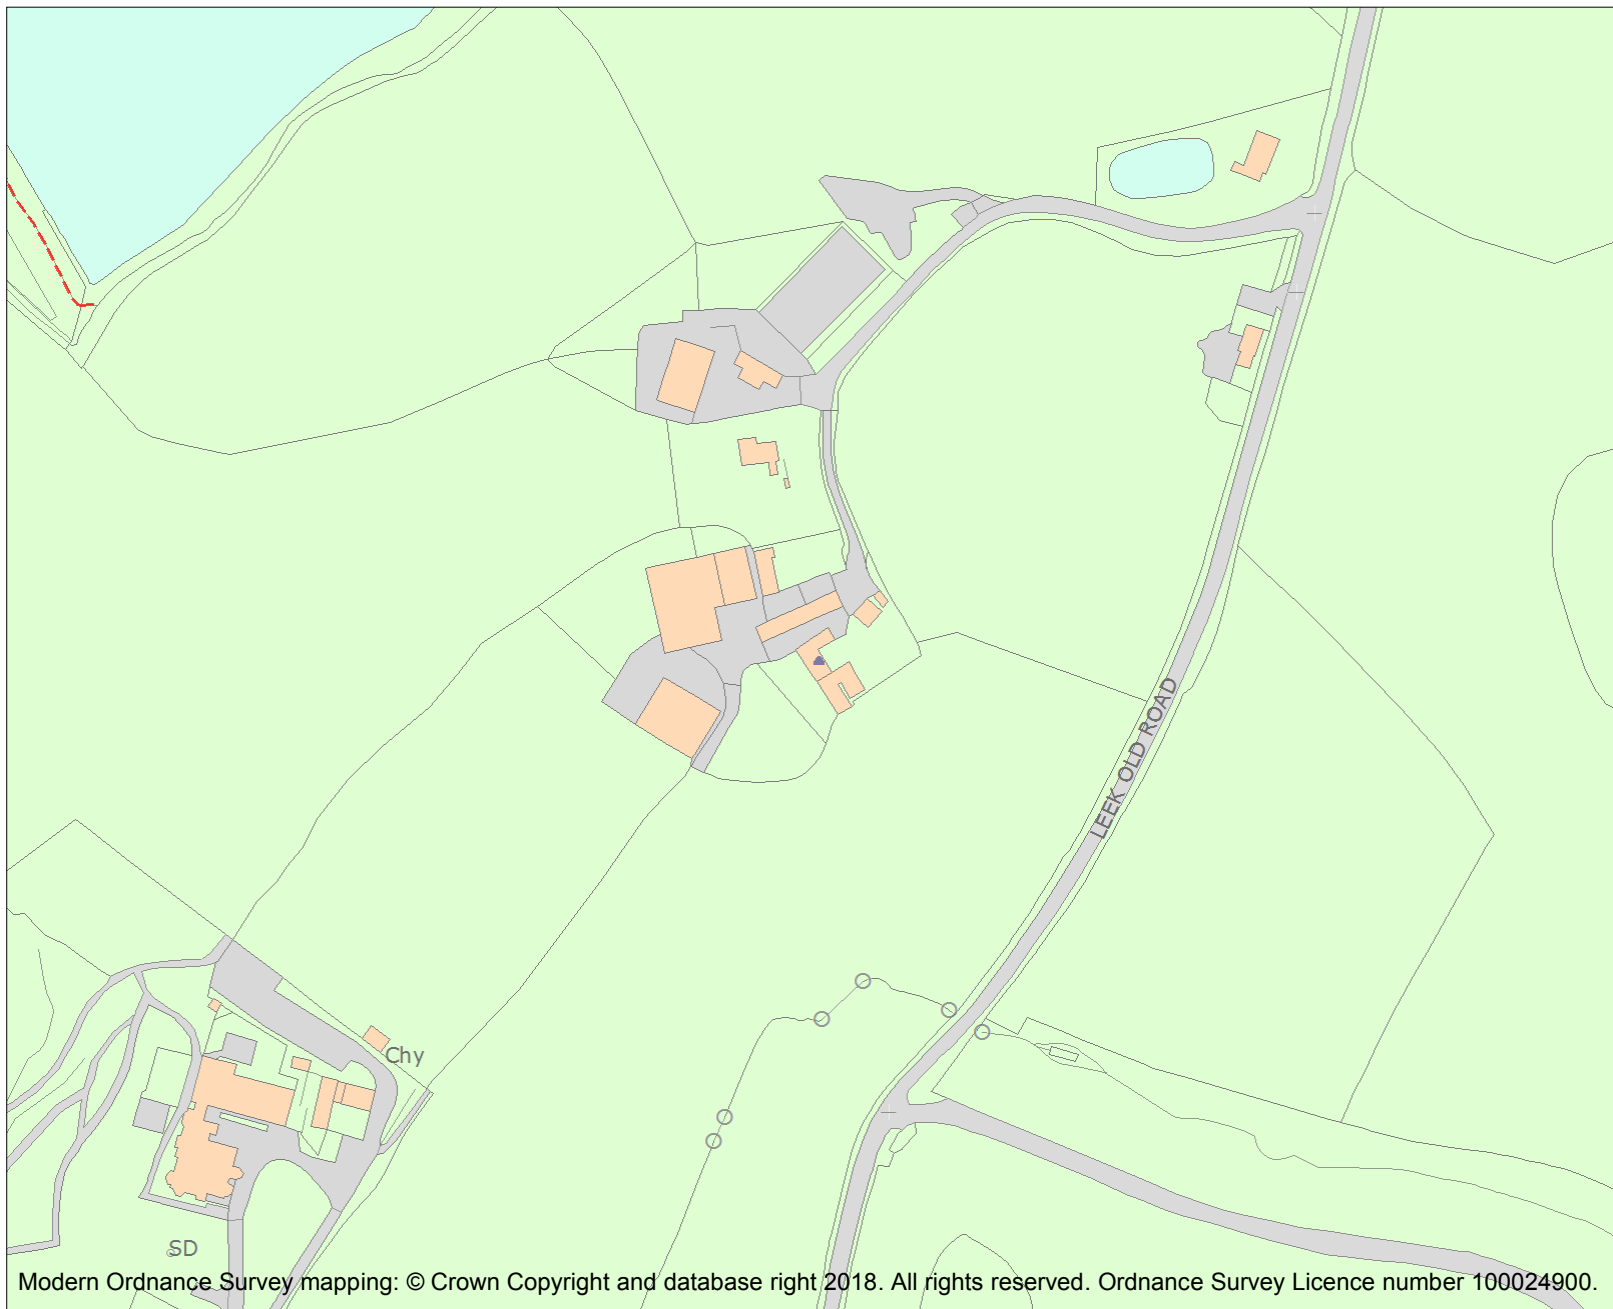 LEEK OLD ROAD
Chy
SD
Modern Ordnance Survey mapping: © Crown Copyright and database right 2018. All rights reserved. Ordnance Survey Licence number 100024900.